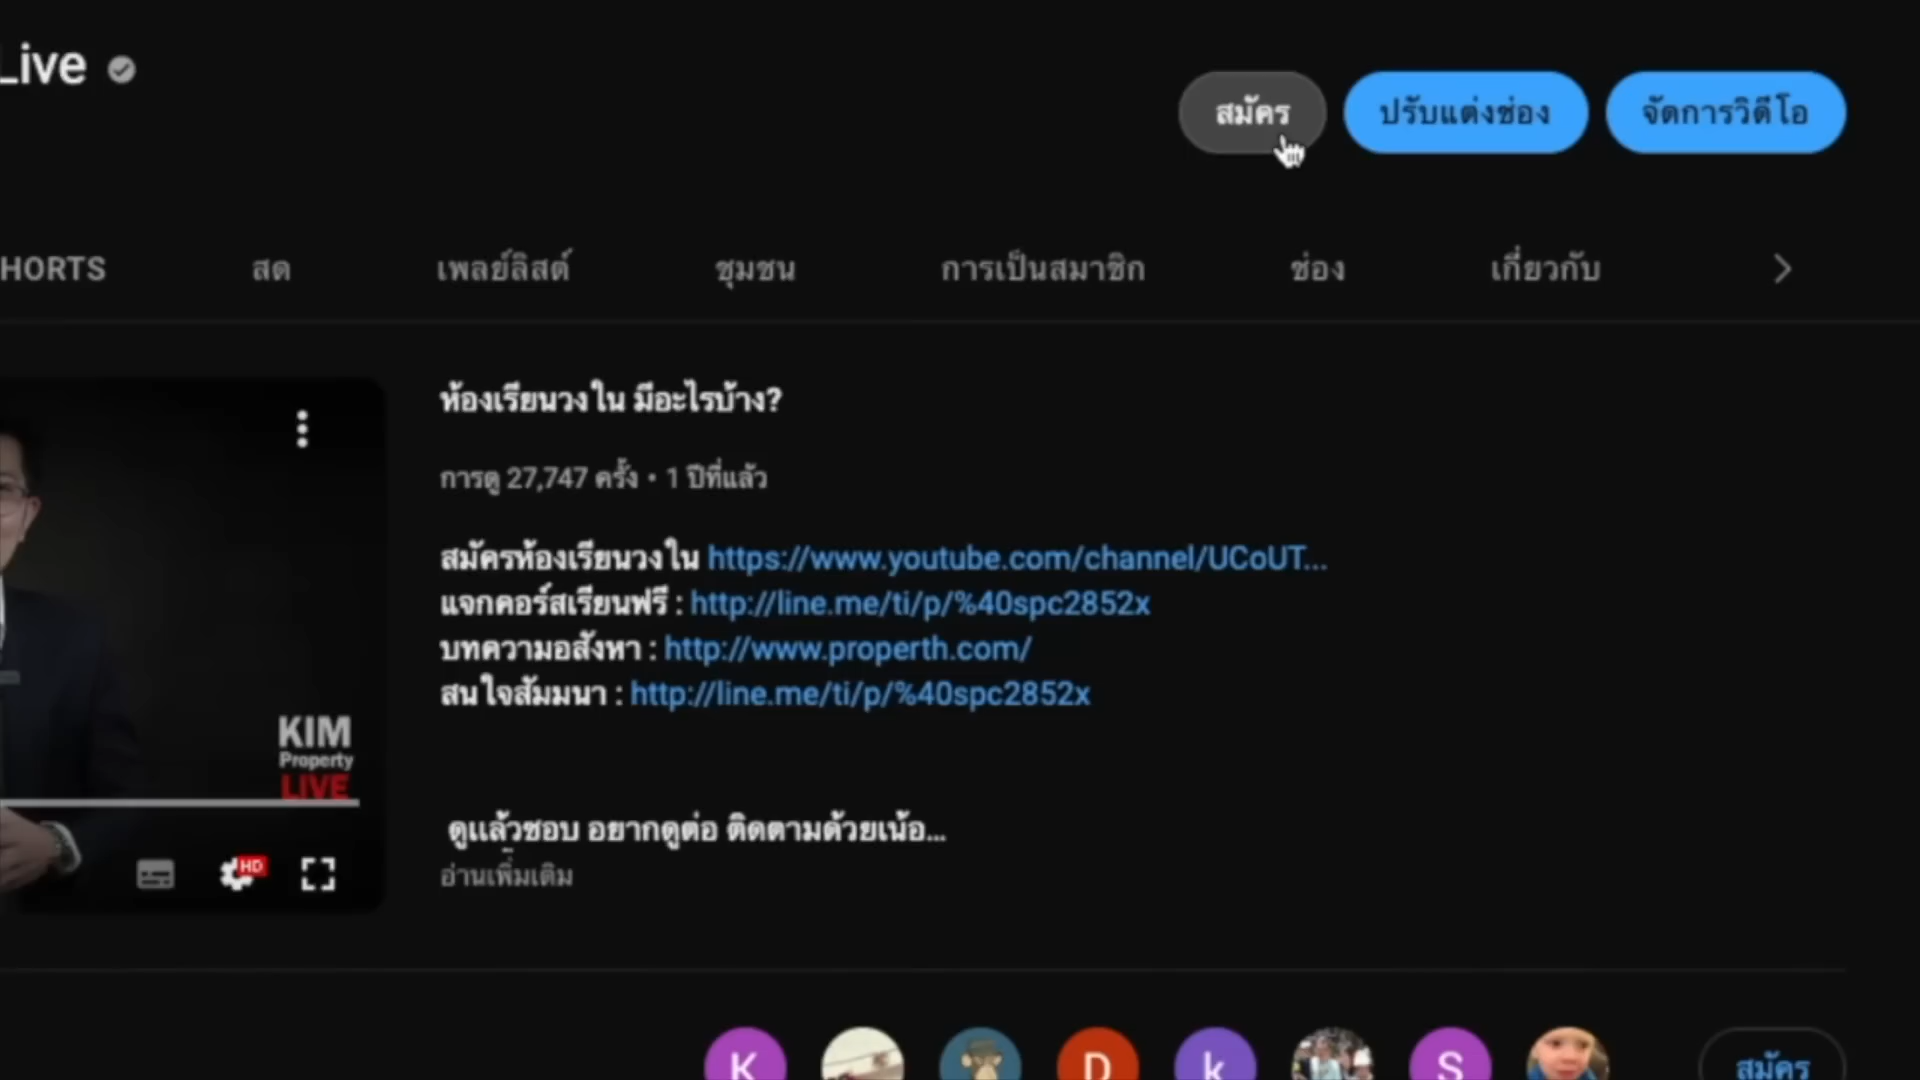 Live
สมัคร
ปรับแต่งช่อง
จัดการวิดีโอ
HORTS
สด
เพลย์ลิสต์
ชุมชน
การเป็นสมาชิก
ช่อง
เกี่ยวกับ
ห้องเรียนวงใน มีอะไรบ้าง?
การดู 27,747 ครั้ง • 1 ปีที่แล้ว
สมัครห้องเรียนวงใน https://www.youtube.com/channel/UCoUT...
แจกคอร์สเรียนฟรี : http://line.me/ti/p/%40spc2852x
บทความอสังหา : http://www.properth.com/
สนใจสัมมนา : http://line.me/ti/p/%40spc2852x
KIM
Property
LIVE
ดูแล้วชอบ อยากดูต่อ ติดตามด้วยเน้อ...
อ่านเพิ่มเติม
HD
K
D
k
S
สมัคร